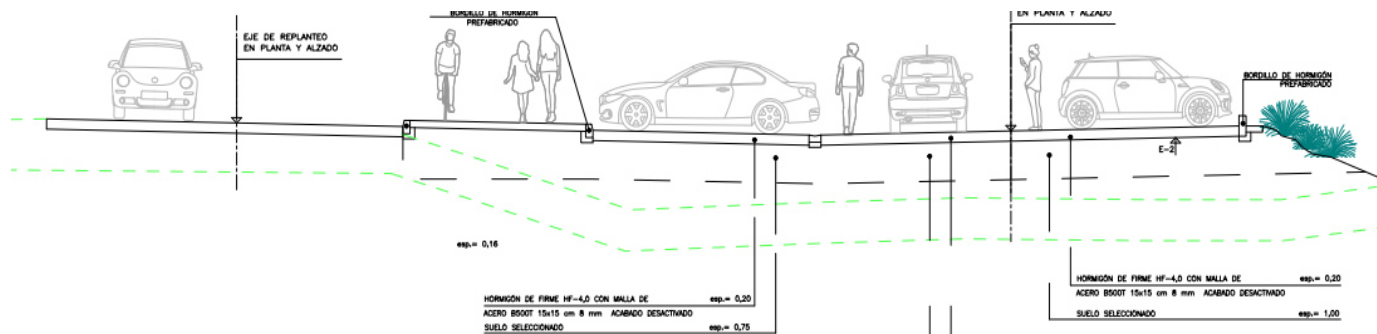 BORDILLO DE HORMIGÓN
PREFABRICADO
EN PLANTA Y ALZADO
EJE DE REPLANTEO
EN PLANTA Y ALZADO
BORDILLO DE HORMIGÓN
PREFABRICADO
E-2
esp.= 0,16
HORMIGÓN DE FIRME HF-4,0 CON MALLA DE esp.= 0,20
ACERO B500T 15x15 cm 8 mm ACABADO DESACTIVADO
SUELO SELECCIONADO esp.= 0,75
HORMIGÓN DE FIRME HF-4,0 CON MALLA DE esp.= 0,20
ACERO B500T 15x15 cm 8 mm ACABADO DESACTIVADO
SUELO SELECCIONADO esp.= 1,00